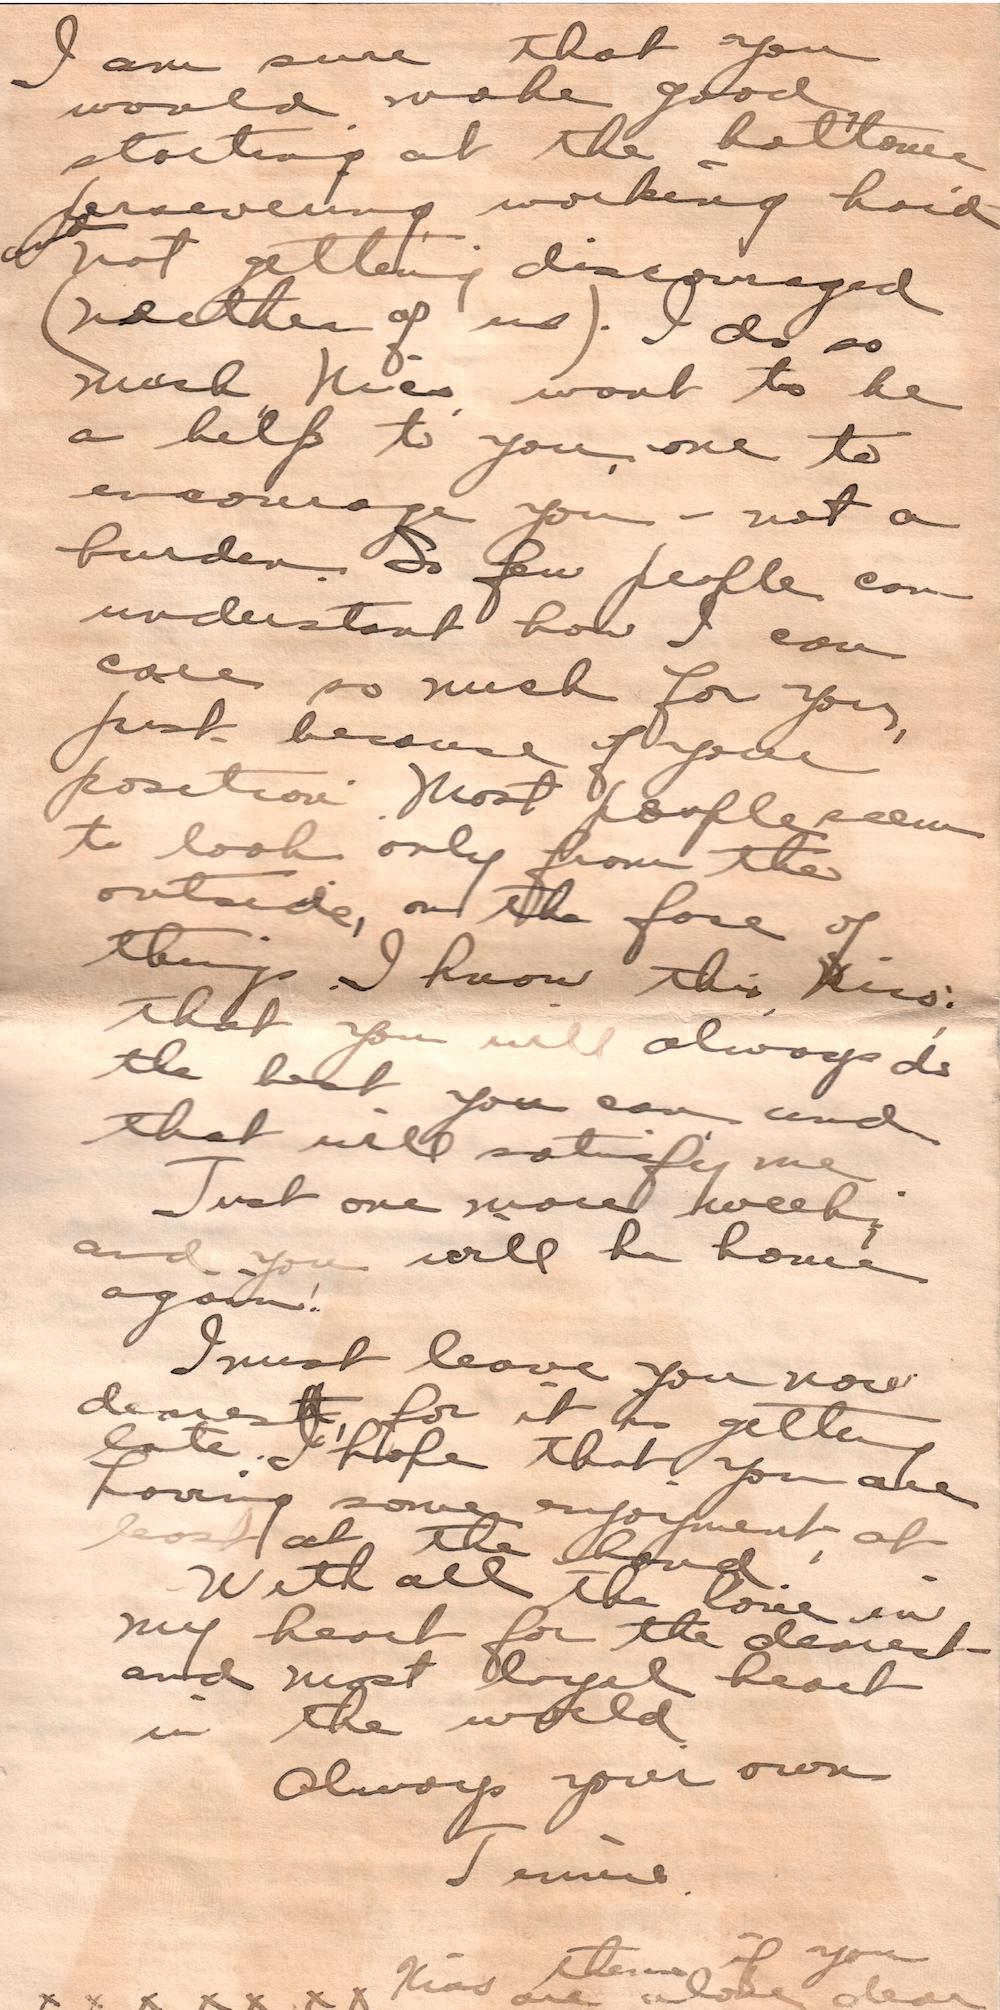 I am sure that you
would make good
starting at the bottom
persevering, working hard
and not getting discouraged
(neither of us). I do so
much, want to be
a help to you, one to
encourage you - not a
burden. So few people can
understant how I can
care so much for you,
just because of your
position. Most people seem
to look only from the
outside, on the face of
things. I know this,
that you will always do
the best you can, and
that will satisfy me
Just one more week,
and you will be home
again!
I must leave you now
dearest, for it is getting
late. I hope that you are
having some enjoyment, at
least at the
With all the love in
my heart for the dearest
and most loyal heart
in the world
Always your own
Jennie.
Kiss them if you
are alone dear
x x x x x x x